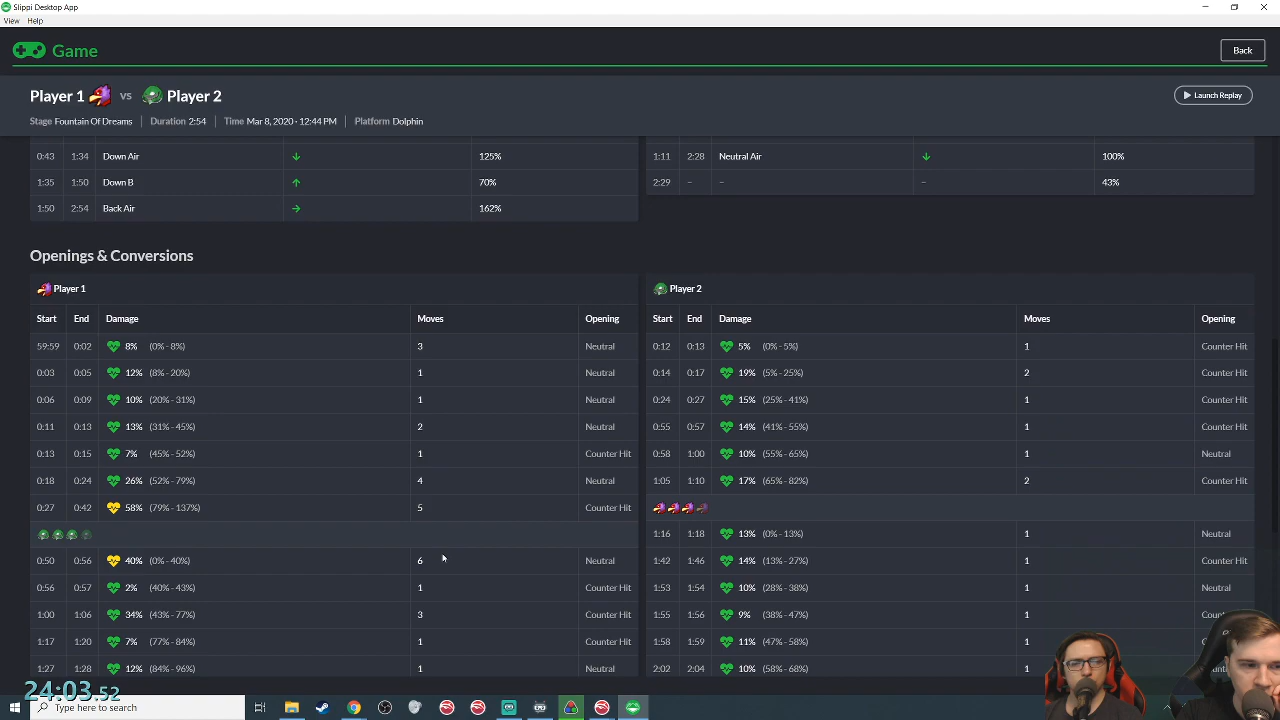 Slippi Desktop App
View Help
Game
Back
Player 1 vs Player 2
Launch Replay
Stage Fountain Of Dreams Duration 2:54 Time Mar 8, 2020 · 12:44 PM Platform Dolphin
0:43 1:34 Down Air 125%
1:11 2:28 Neutral Air 100%
1:35 1:50 Down B 70%
2:29 – – – 43%
1:50 2:54 Back Air 162%
Openings & Conversions
Player 1
Start End Damage Moves Opening
59:59 0:02 8% (0% - 8%) 3 Neutral
0:03 0:05 12% (8% - 20%) 1 Neutral
0:06 0:09 10% (20% - 31%) 1 Neutral
0:11 0:13 13% (31% - 45%) 2 Neutral
0:13 0:15 7% (45% - 52%) 1 Counter Hit
0:18 0:24 26% (52% - 79%) 4 Neutral
0:27 0:42 58% (79% - 137%) 5 Counter Hit
0:50 0:56 40% (0% - 40%) 6 Neutral
0:56 0:57 2% (40% - 43%) 1 Counter Hit
1:00 1:06 34% (43% - 77%) 3 Counter Hit
1:17 1:20 7% (77% - 84%) 1 Counter Hit
1:27 1:28 12% (84% - 96%) 1 Neutral
Player 2
Start End Damage Moves Opening
0:12 0:13 5% (0% - 5%) 1 Counter Hit
0:14 0:17 19% (5% - 25%) 2 Counter Hit
0:24 0:27 15% (25% - 41%) 1 Counter Hit
0:55 0:57 14% (41% - 55%) 1 Counter Hit
0:58 1:00 10% (55% - 65%) 1 Neutral
1:05 1:10 17% (65% - 82%) 2 Counter Hit
1:16 1:18 13% (0% - 13%) 1 Neutral
1:42 1:46 14% (13% - 27%) 1 Counter Hit
1:53 1:54 10% (28% - 38%) 1 Neutral
1:55 1:56 9% (38% - 47%) 1
1:58 1:59 11% (47% - 58%) 1
2:02 2:04 10% (58% - 68%) 1
24:03.52
Type here to search